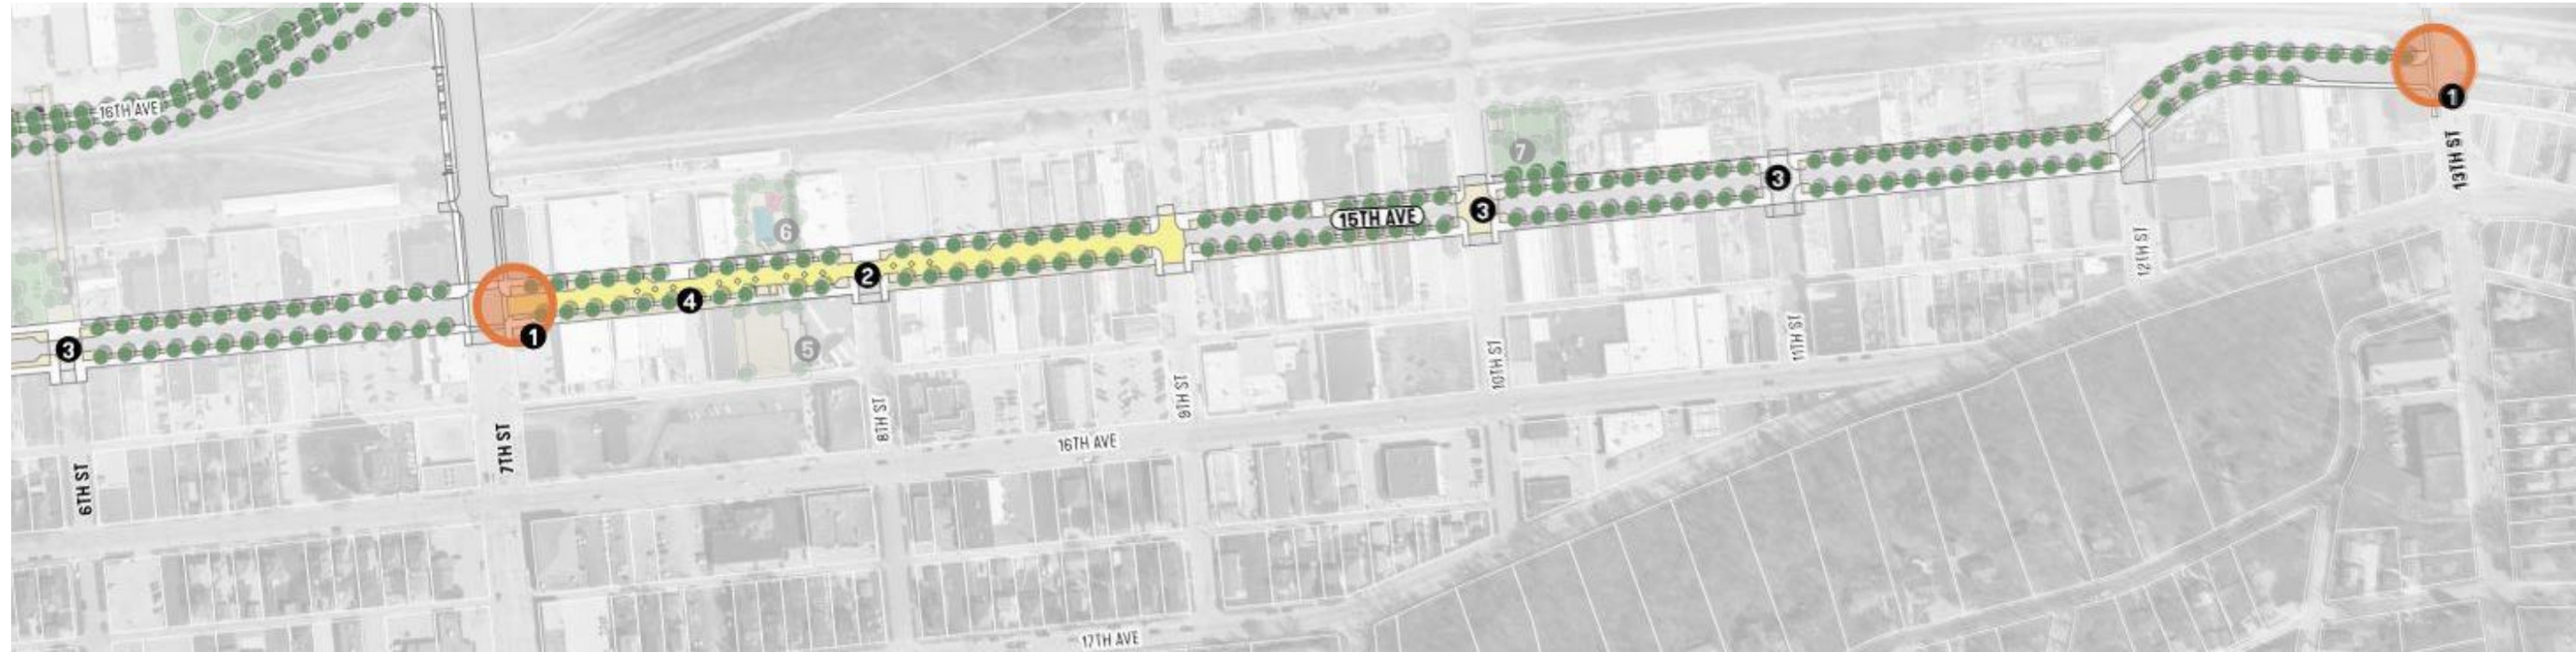 16TH AVE
1
13TH ST
7
3
3
15TH AVE
6
2
12TH ST
4
1
3
5
11TH ST
10TH ST
9TH ST
8TH ST
7TH ST
16TH AVE
6TH ST
17TH AVE